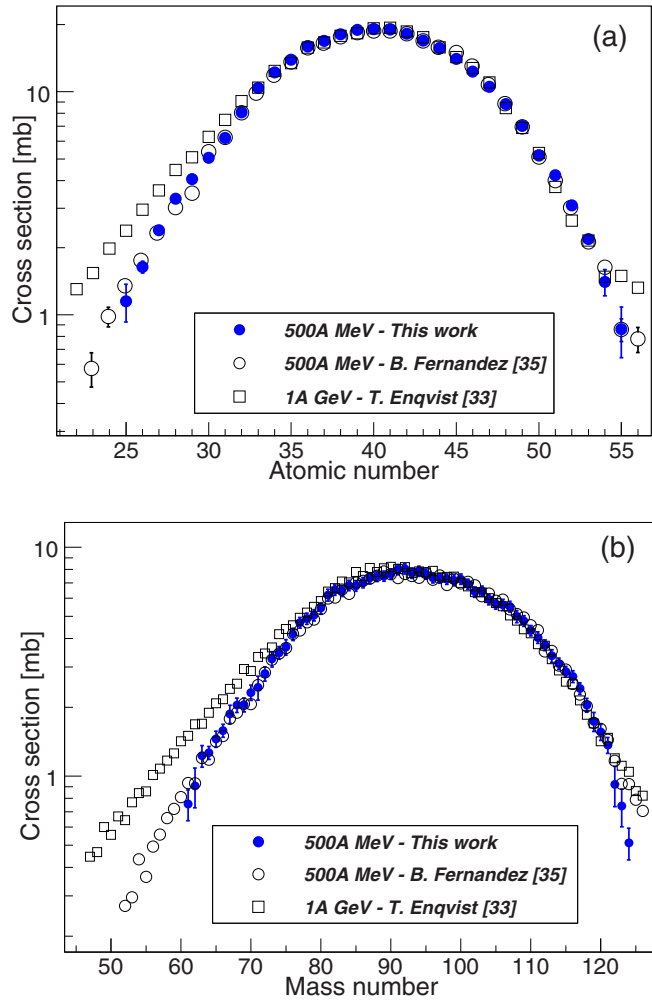 (a)
Cross section [mb]
10
1
500A MeV - This work
500A MeV - B. Fernandez [35]
1A GeV - T. Enqvist [33]
25 30 35 40 45 50 55
Atomic number
(b)
Cross section [mb]
10
1
500A MeV - This work
500A MeV - B. Fernandez [35]
1A GeV - T. Enqvist [33]
50 60 70 80 90 100 110 120
Mass number